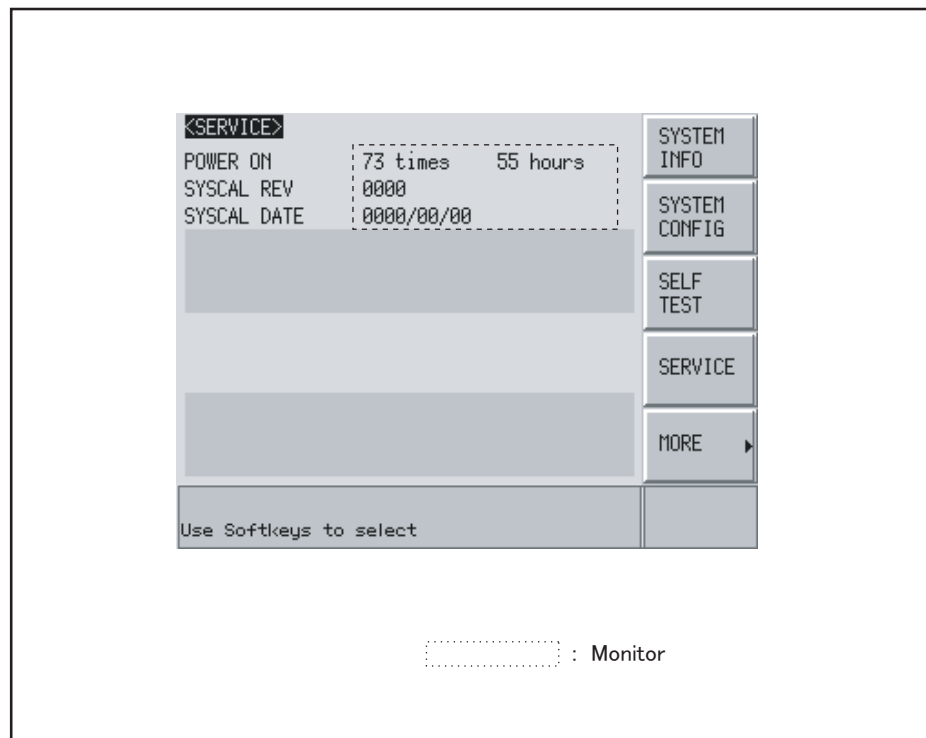 <SERVICE>
POWER ON 73 times 55 hours
SYSCAL REV 0000
SYSCAL DATE 0000/00/00
SYSTEM
INFO
SYSTEM
CONFIG
SELF
TEST
SERVICE
MORE
Use Softkeys to select
: Monitor